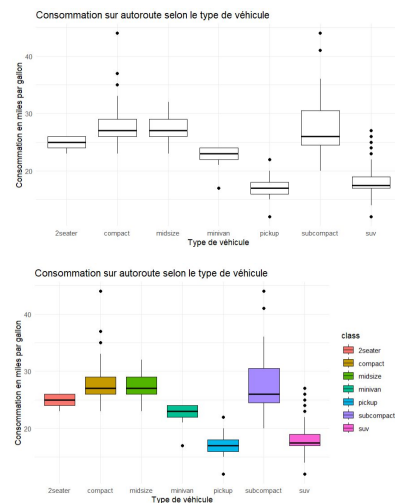 Consommation sur autoroute selon le type de véhicule
Consommation en miles par gallon
40
30
20
2seater compact midsize minivan pickup subcompact suv
Type de véhicule
Consommation sur autoroute selon le type de véhicule
Consommation en miles par gallon
40
30
20
class
2seater
compact
midsize
minivan
pickup
subcompact
suv
2seater compact midsize minivan pickup subcompact suv
Type de véhicule